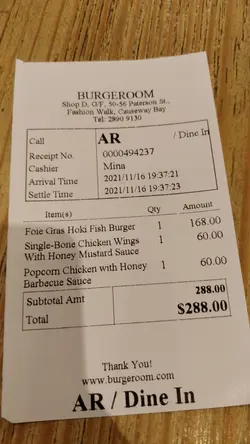 BURGEROOM
Shop D, G/F, 50-56 Paterson St.,
Fashion Walk, Causeway Bay
Tel: 2890 9130
Call AR / Dine In
Receipt No. 0000494237
Cashier Mina
Arrival Time 2021/11/16 19:37:21
Settle Time 2021/11/16 19:37:23
Item(s) Qty Amount
Foie Gras Hoki Fish Burger 1 168.00
Single-Bone Chicken Wings 1 60.00
With Honey Mustard Sauce
Popcorn Chicken with Honey 1 60.00
Barbecue Sauce
Subtotal Amt 288.00
Total $288.00
Thank You!
www.burgeroom.com
AR / Dine In